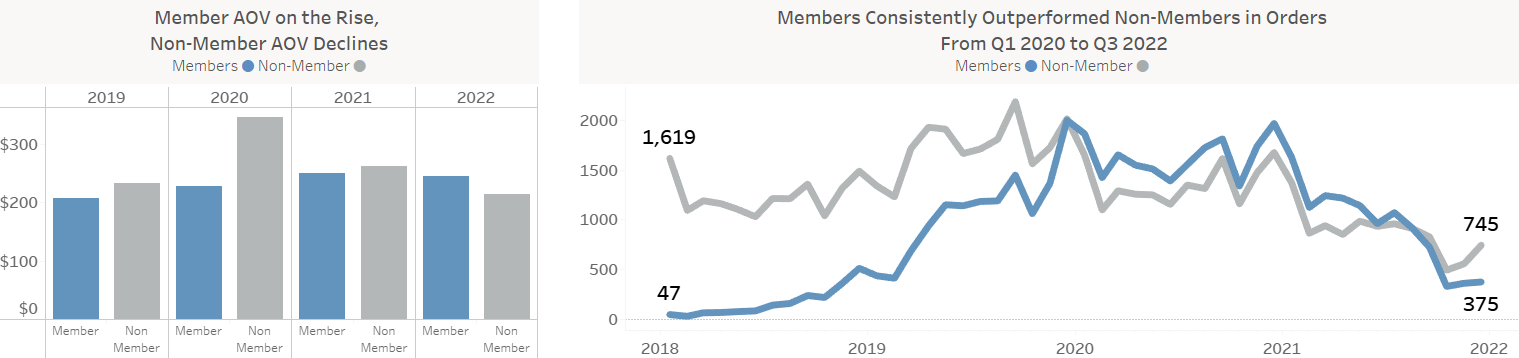 Member AOV on the Rise,
Non-Member AOV Declines
Members Non-Member
2019 2020 2021 2022
$300
$200
$100
$0
Member Non Member Member Non Member Member Non Member Member Non Member
Members Consistently Outperformed Non-Members in Orders
From Q1 2020 to Q3 2022
Members Non-Member
2000
1500
1000
500
0
1,619
47
745
375
2018 2019 2020 2021 2022